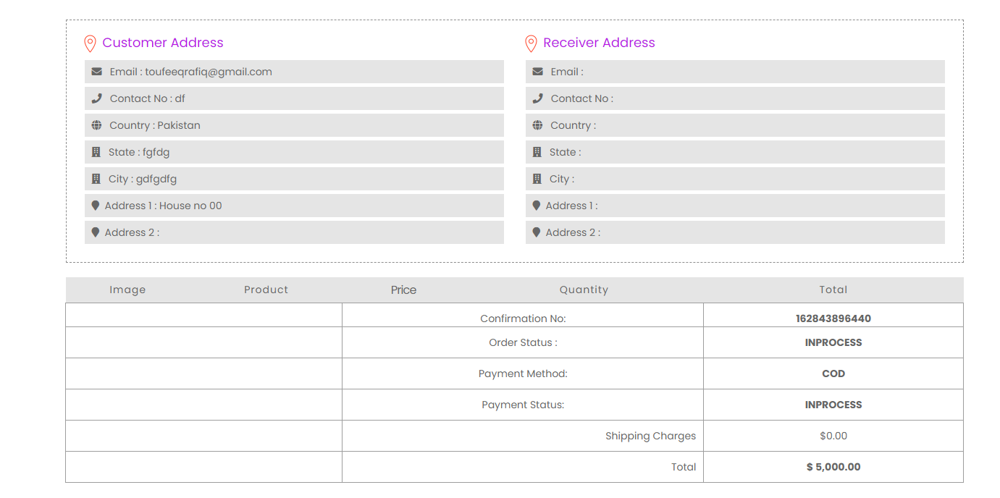 Customer Address
Email : toufeeqrafiq@gmail.com
Contact No : df
Country : Pakistan
State : fgfdg
City : gdfgdfg
Address 1 : House no 00
Address 2 :
Receiver Address
Email :
Contact No :
Country :
State :
City :
Address 1 :
Address 2 :
Image Product Price Quantity Total
Confirmation No: 162843896440
Order Status : INPROCESS
Payment Method: COD
Payment Status: INPROCESS
Shipping Charges $0.00
Total $ 5,000.00